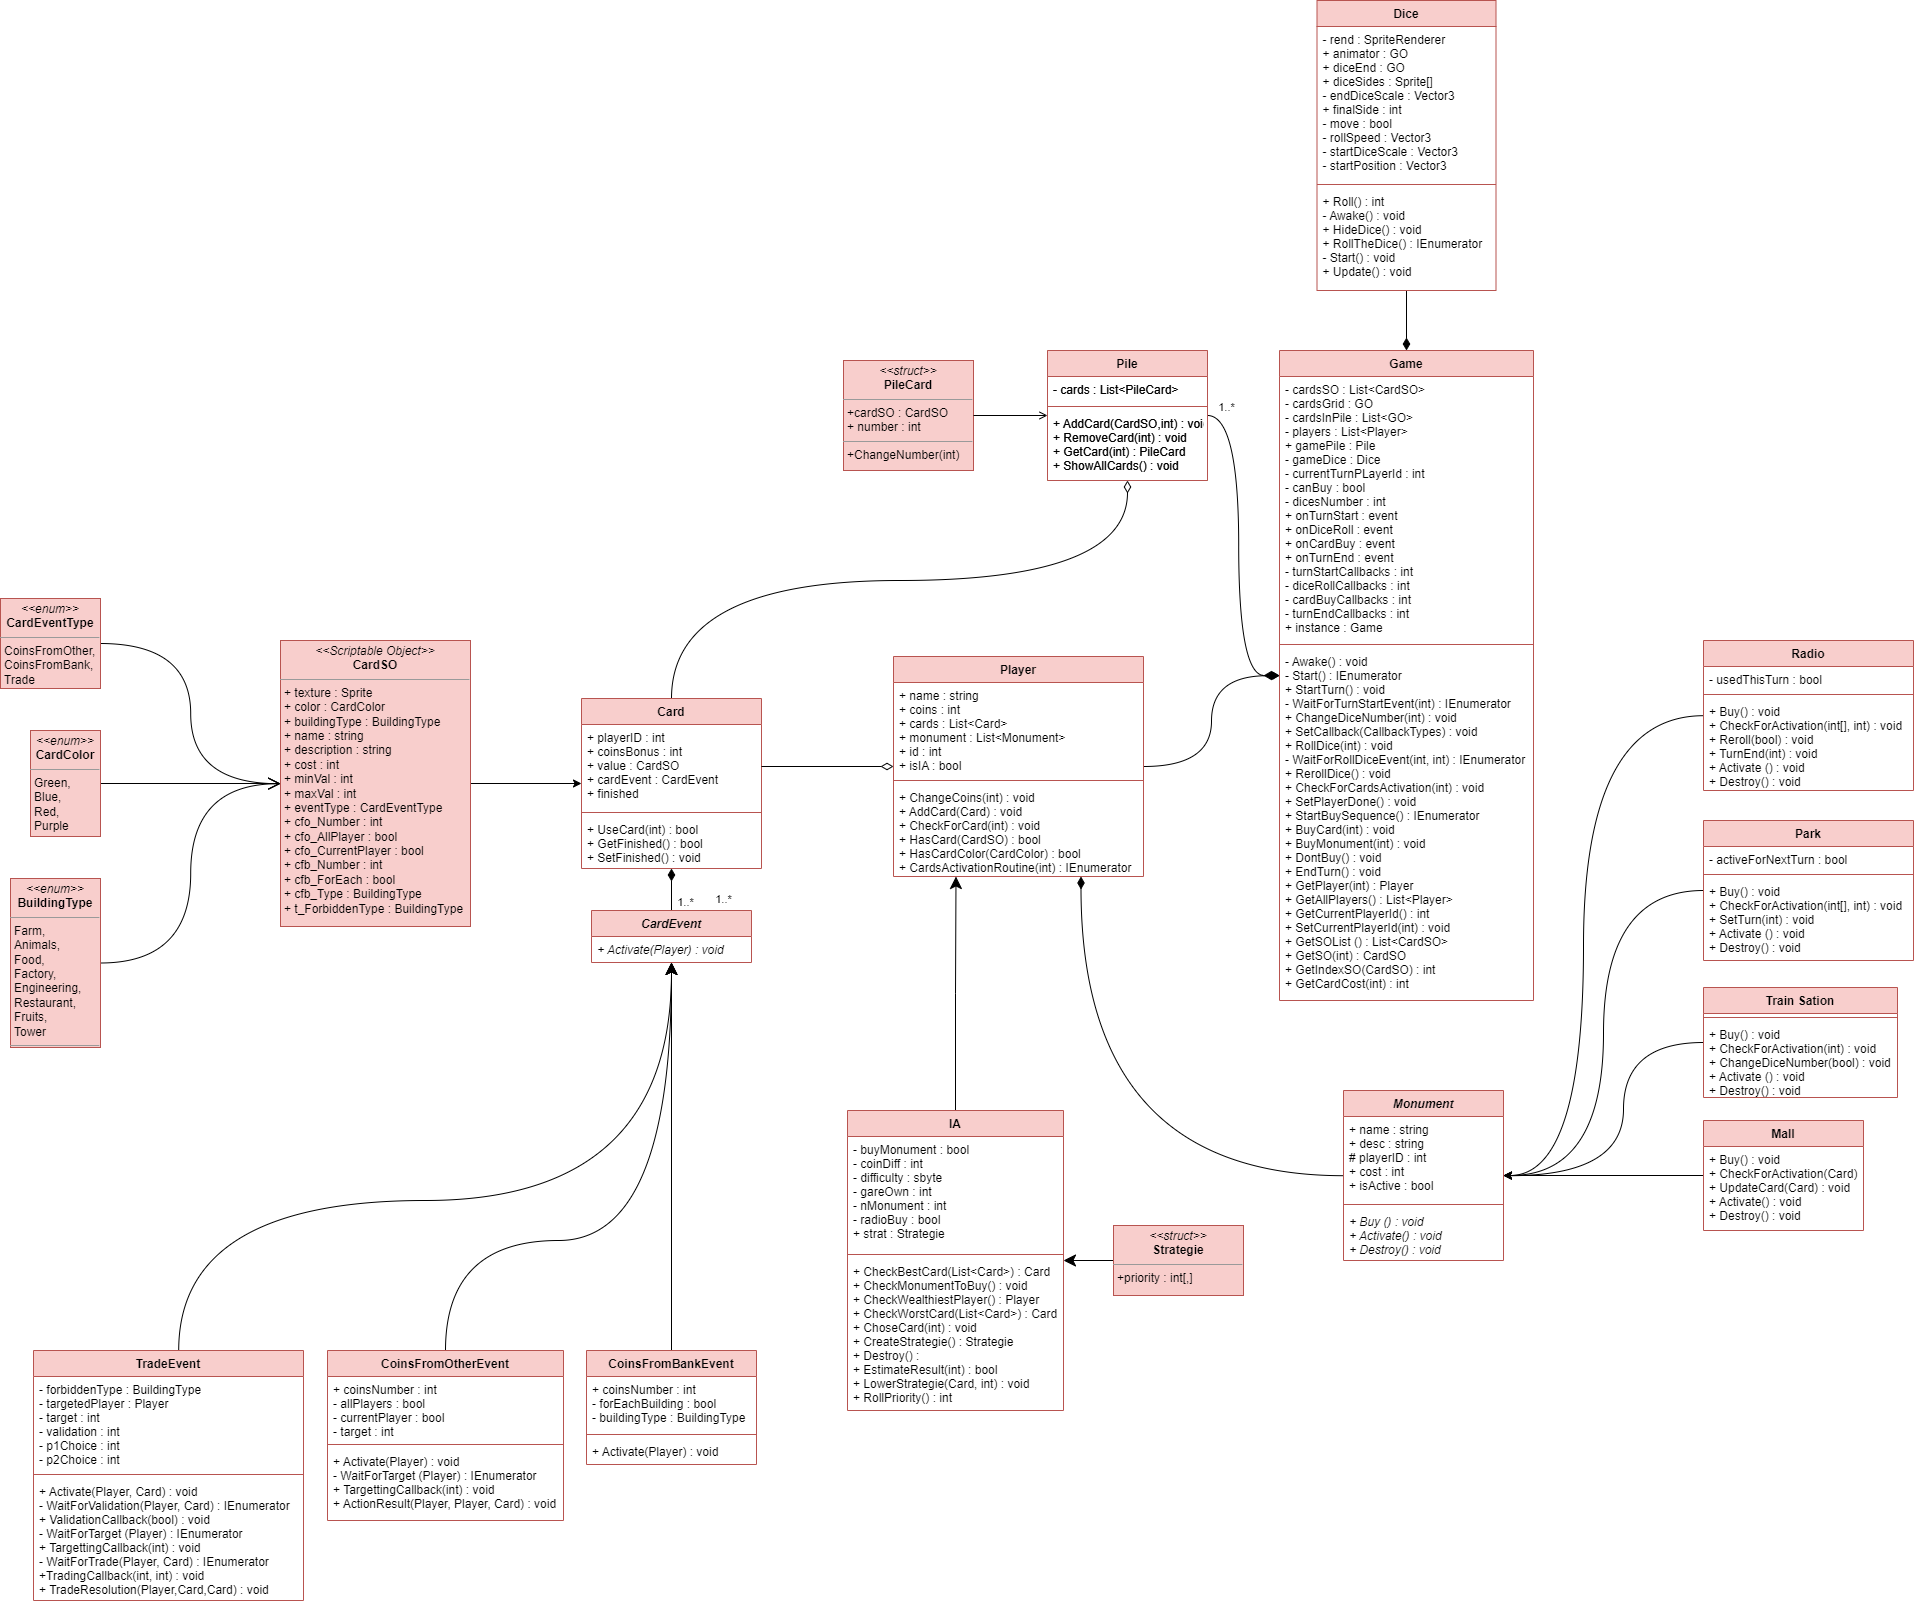 Dice
- rend : SpriteRenderer
+ animator : GO
+ diceEnd : GO
+ diceSides : Sprite[]
- endDiceScale : Vector3
+ finalSide : int
- move : bool
- rollSpeed : Vector3
- startDiceScale : Vector3
- startPosition : Vector3
+ Roll() : int
- Awake() : void
+ HideDice() : void
+ RollTheDice() : IEnumerator
- Start() : void
+ Update() : void
<<struct>>
PileCard
+cardSO : CardSO
+ number : int
+ChangeNumber(int)
Pile
- cards : List<PileCard>
+ AddCard(CardSO,int) : voi
+ RemoveCard(int) : void
+ GetCard(int) : PileCard
+ ShowAllCards() : void
1..*
Game
- cardsSO : List<CardSO>
- cardsGrid : GO
- cardsInPile : List<GO>
- players : List<Player>
+ gamePile : Pile
- gameDice : Dice
- currentTurnPLayerId : int
- canBuy : bool
- dicesNumber : int
+ onTurnStart : event
+ onDiceRoll : event
+ onCardBuy : event
+ onTurnEnd : event
- turnStartCallbacks : int
- diceRollCallbacks : int
- cardBuyCallbacks : int
- turnEndCallbacks : int
+ instance : Game
- Awake() : void
- Start() : IEnumerator
+ StartTurn() : void
- WaitForTurnStartEvent(int) : IEnumerator
+ ChangeDiceNumber(int) : void
+ SetCallback(CallbackTypes) : void
+ RollDice(int) : void
- WaitForRollDiceEvent(int, int) : IEnumerator
+ RerollDice() : void
+ CheckForCardsActivation(int) : void
+ SetPlayerDone() : void
+ StartBuySequence() : IEnumerator
+ BuyCard(int) : void
+ BuyMonument(int) : void
+ DontBuy() : void
+ EndTurn() : void
+ GetPlayer(int) : Player
+ GetAllPlayers() : List<Player>
+ GetCurrentPlayerId() : int
+ SetCurrentPlayerId(int) : void
+ GetSOList () : List<CardSO>
+ GetSO(int) : CardSO
+ GetIndexSO(CardSO) : int
+ GetCardCost(int) : int
<<enum>>
CardEventType
CoinsFromOther,
CoinsFromBank,
Trade
<<enum>>
CardColor
Green,
Blue,
Red,
Purple
<<enum>>
BuildingType
Farm,
Animals,
Food,
Factory,
Engineering,
Restaurant,
Fruits,
Tower
<<Scriptable Object>>
CardSO
+ texture : Sprite
+ color : CardColor
+ buildingType : BuildingType
+ name : string
+ description : string
+ cost : int
+ minVal : int
+ maxVal : int
+ eventType : CardEventType
+ cfo_Number : int
+ cfo_AllPlayer : bool
+ cfo_CurrentPlayer : bool
+ cfb_Number : int
+ cfb_ForEach : bool
+ cfb_Type : BuildingType
+ t_ForbiddenType : BuildingType
Card
+ playerID : int
+ coinsBonus : int
+ value : CardSO
+ cardEvent : CardEvent
+ finished
+ UseCard(int) : bool
+ GetFinished() : bool
+ SetFinished() : void
1..*
1..*
CardEvent
+ Activate(Player) : void
Player
+ name : string
+ coins : int
+ cards : List<Card>
+ monument : List<Monument>
+ id : int
+ isIA : bool
+ ChangeCoins(int) : void
+ AddCard(Card) : void
+ CheckForCard(int) : void
+ HasCard(CardSO) : bool
+ HasCardColor(CardColor) : bool
+ CardsActivationRoutine(int) : IEnumerator
Radio
- usedThisTurn : bool
+ Buy() : void
+ CheckForActivation(int[], int) : void
+ Reroll(bool) : void
+ TurnEnd(int) : void
+ Activate () : void
+ Destroy() : void
Park
- activeForNextTurn : bool
+ Buy() : void
+ CheckForActivation(int[], int) : void
+ SetTurn(int) : void
+ Activate () : void
+ Destroy() : void
Train Sation
+ Buy() : void
+ CheckForActivation(int) : void
+ ChangeDiceNumber(bool) : void
+ Activate () : void
+ Destroy() : void
Mall
+ Buy() : void
+ CheckForActivation(Card)
+ UpdateCard(Card) : void
+ Activate() : void
+ Destroy() : void
Monument
+ name : string
+ desc : string
# playerID : int
+ cost : int
+ isActive : bool
+ Buy () : void
+ Activate() : void
+ Destroy() : void
IA
- buyMonument : bool
- coinDiff : int
- difficulty : sbyte
- gareOwn : int
- nMonument : int
- radioBuy : bool
+ strat : Strategie
+ CheckBestCard(List<Card>) : Card
+ CheckMonumentToBuy() : void
+ CheckWealthiestPlayer() : Player
+ CheckWorstCard(List<Card>) : Card
+ ChoseCard(int) : void
+ CreateStrategie() : Strategie
+ Destroy() :
+ EstimateResult(int) : bool
+ LowerStrategie(Card, int) : void
+ RollPriority() : int
<<struct>>
Strategie
+priority : int[,]
TradeEvent
- forbiddenType : BuildingType
- targetedPlayer : Player
- target : int
- validation : int
- p1Choice : int
- p2Choice : int
+ Activate(Player, Card) : void
- WaitForValidation(Player, Card) : IEnumerator
+ ValidationCallback(bool) : void
- WaitForTarget (Player) : IEnumerator
+ TargettingCallback(int) : void
- WaitForTrade(Player, Card) : IEnumerator
+TradingCallback(int, int) : void
+ TradeResolution(Player,Card,Card) : void
CoinsFromOtherEvent
+ coinsNumber : int
- allPlayers : bool
- currentPlayer : bool
- target : int
+ Activate(Player) : void
- WaitForTarget (Player) : IEnumerator
+ TargettingCallback(int) : void
+ ActionResult(Player, Player, Card) : void
CoinsFromBankEvent
+ coinsNumber : int
- forEachBuilding : bool
- buildingType : BuildingType
+ Activate(Player) : void